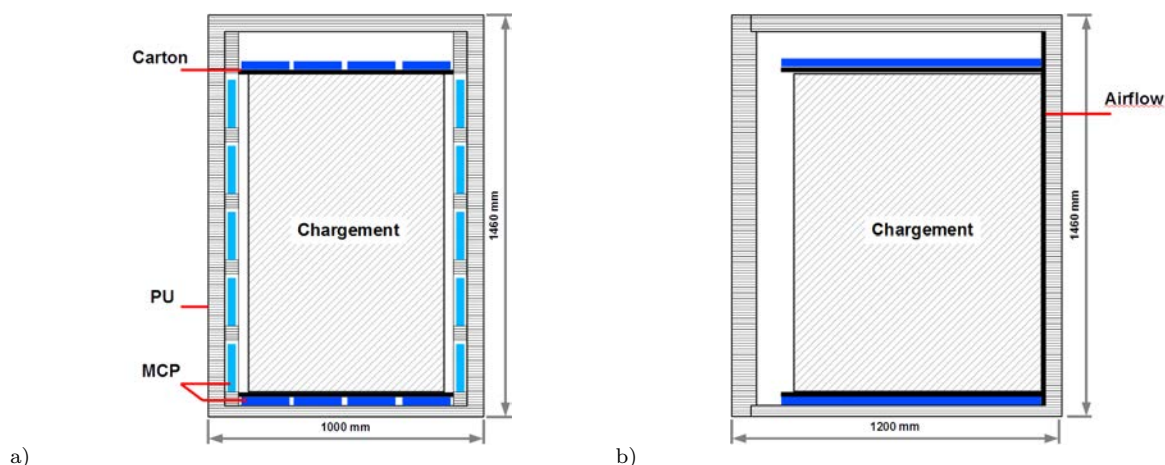 Carton
Chargement
PU
MCP
1460 mm
1000 mm
a)
Airflow
Chargement
1460 mm
1200 mm
b)